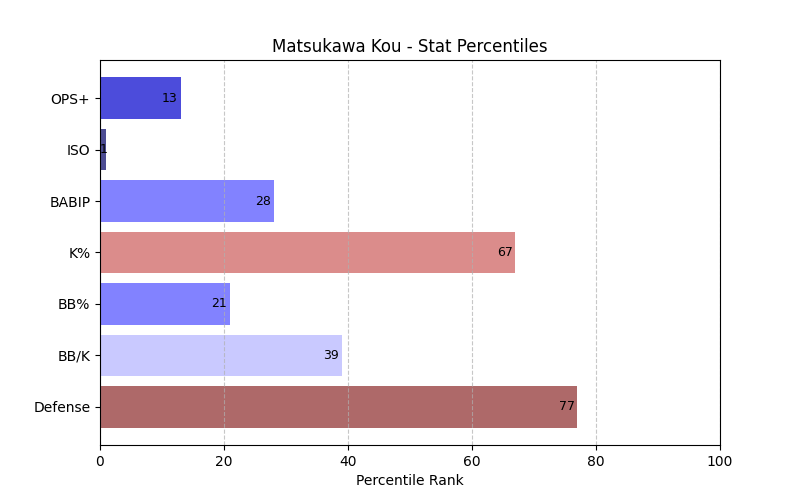 Matsukawa Kou - Stat Percentiles
OPS+ 13
ISO 1
BABIP 28
K% 67
BB% 21
BB/K 39
Defense 77
0 20 40 60 80 100
Percentile Rank